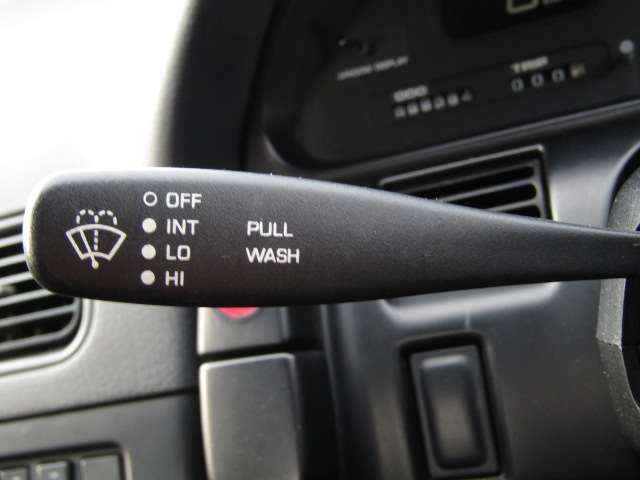 ODO
TRIP
OFF
INT
LO
HI
PULL
WASH